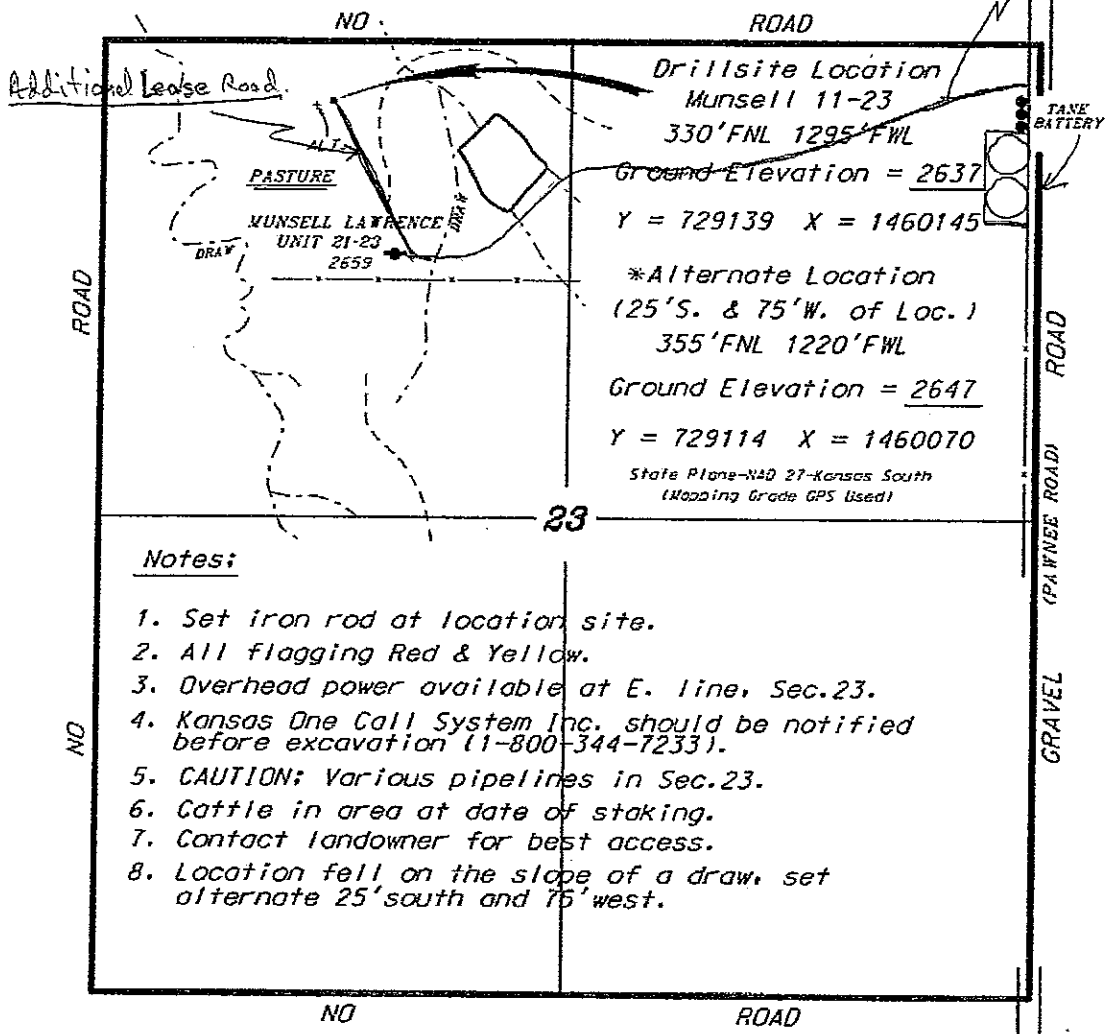 NO ROAD
N
Additional Lease Road.
Drillsite Location
Munsell 11-23
330'FNL 1295'FWL
Ground Elevation = 2637
Y = 729139 X = 1460145
TANK
BATTERY
ALT
PASTURE
MUNSELL LAWRENCE
UNIT 21-23
2659
DRAW
DRAW
*Alternate Location
(25'S. & 75'W. of Loc.)
355'FNL 1220'FWL
Ground Elevation = 2647
Y = 729114 X = 1460070
State Plane-NAD 27-Kansas South
(Mapping Grade GPS Used)
ROAD
NO
ROAD
(PAWNEE ROAD)
GRAVEL
23
Notes:
1. Set iron rod at location site.
2. All flagging Red & Yellow.
3. Overhead power available at E. line, Sec.23.
4. Kansas One Call System Inc. should be notified
before excavation (1-800-344-7233).
5. CAUTION: Various pipelines in Sec.23.
6. Cattle in area at date of staking.
7. Contact landowner for best access.
8. Location fell on the slope of a draw, set
alternate 25'south and 75'west.
NO ROAD